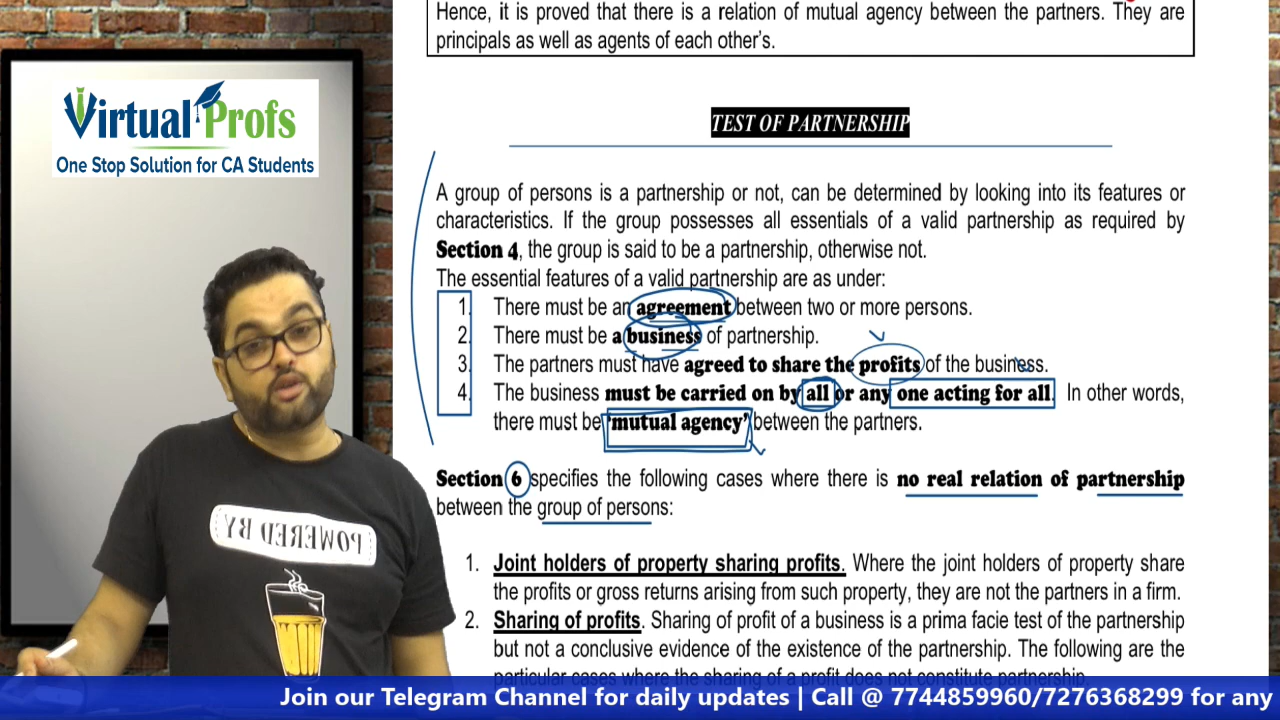 Hence, it is proved that there is a relation of mutual agency between the partners. They are
principals as well as agents of each other's.
Virtual Profs
One Stop Solution for CA Students
TEST OF PARTNERSHIP
A group of persons is a partnership or not, can be determined by looking into its features or
characteristics. If the group possesses all essentials of a valid partnership as required by
Section 4, the group is said to be a partnership, otherwise not.
The essential features of a valid partnership are as under:
1. There must be an agreement between two or more persons.
2. There must be a business of partnership.
3. The partners must have agreed to share the profits of the business.
4. The business must be carried on by all or any one acting for all. In other words,
there must be 'mutual agency' between the partners.
Section 6 specifies the following cases where there is no real relation of partnership
between the group of persons:
POWERED BY
1. Joint holders of property sharing profits. Where the joint holders of property share
the profits or gross returns arising from such property, they are not the partners in a firm.
2. Sharing of profits. Sharing of profit of a business is a prima facie test of the partnership
but not a conclusive evidence of the existence of the partnership. The following are the
particular cases where the sharing of a profit does not constitute partnership.
Join our Telegram Channel for daily updates | Call @ 7744859960/7276368299 for any